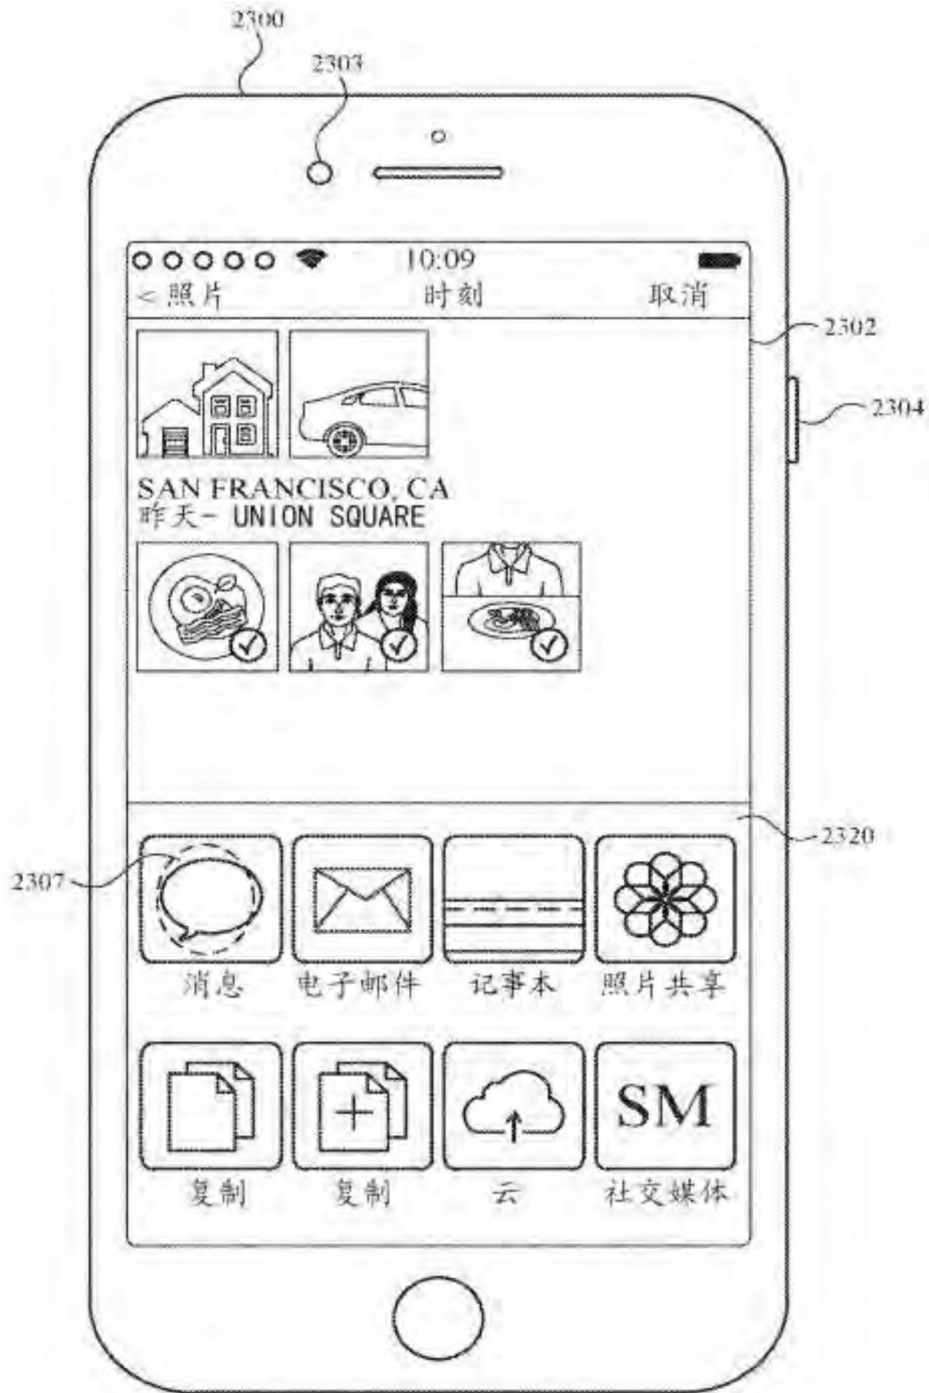 2300
2303
10:09
< 照片 时刻 取消
2302
2304
SAN FRANCISCO, CA
昨天- UNION SQUARE
2320
2307
消息 电子邮件 记事本 照片共享
SM
复制 复制 云 社交媒体